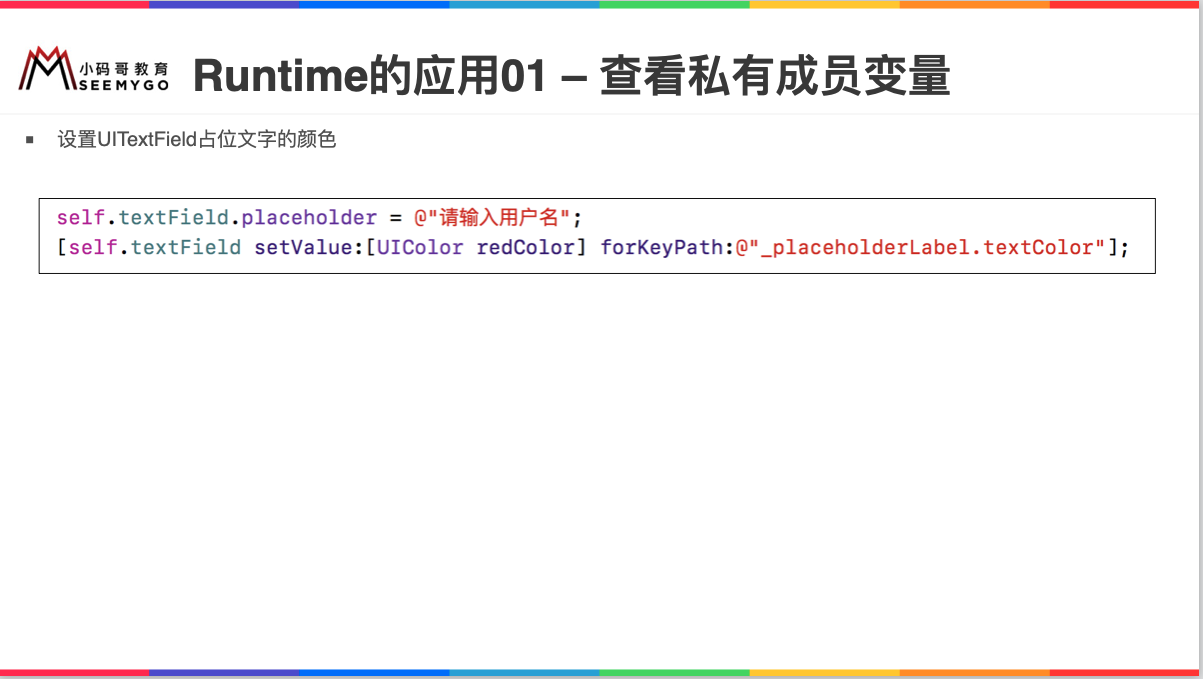 小码哥教育
SEEMYGO
Runtime的应用01 – 查看私有成员变量
▪ 设置UITextField占位文字的颜色
self.textField.placeholder = @"请输入用户名";
[self.textField setValue:[UIColor redColor] forKeyPath:@"_placeholderLabel.textColor"];